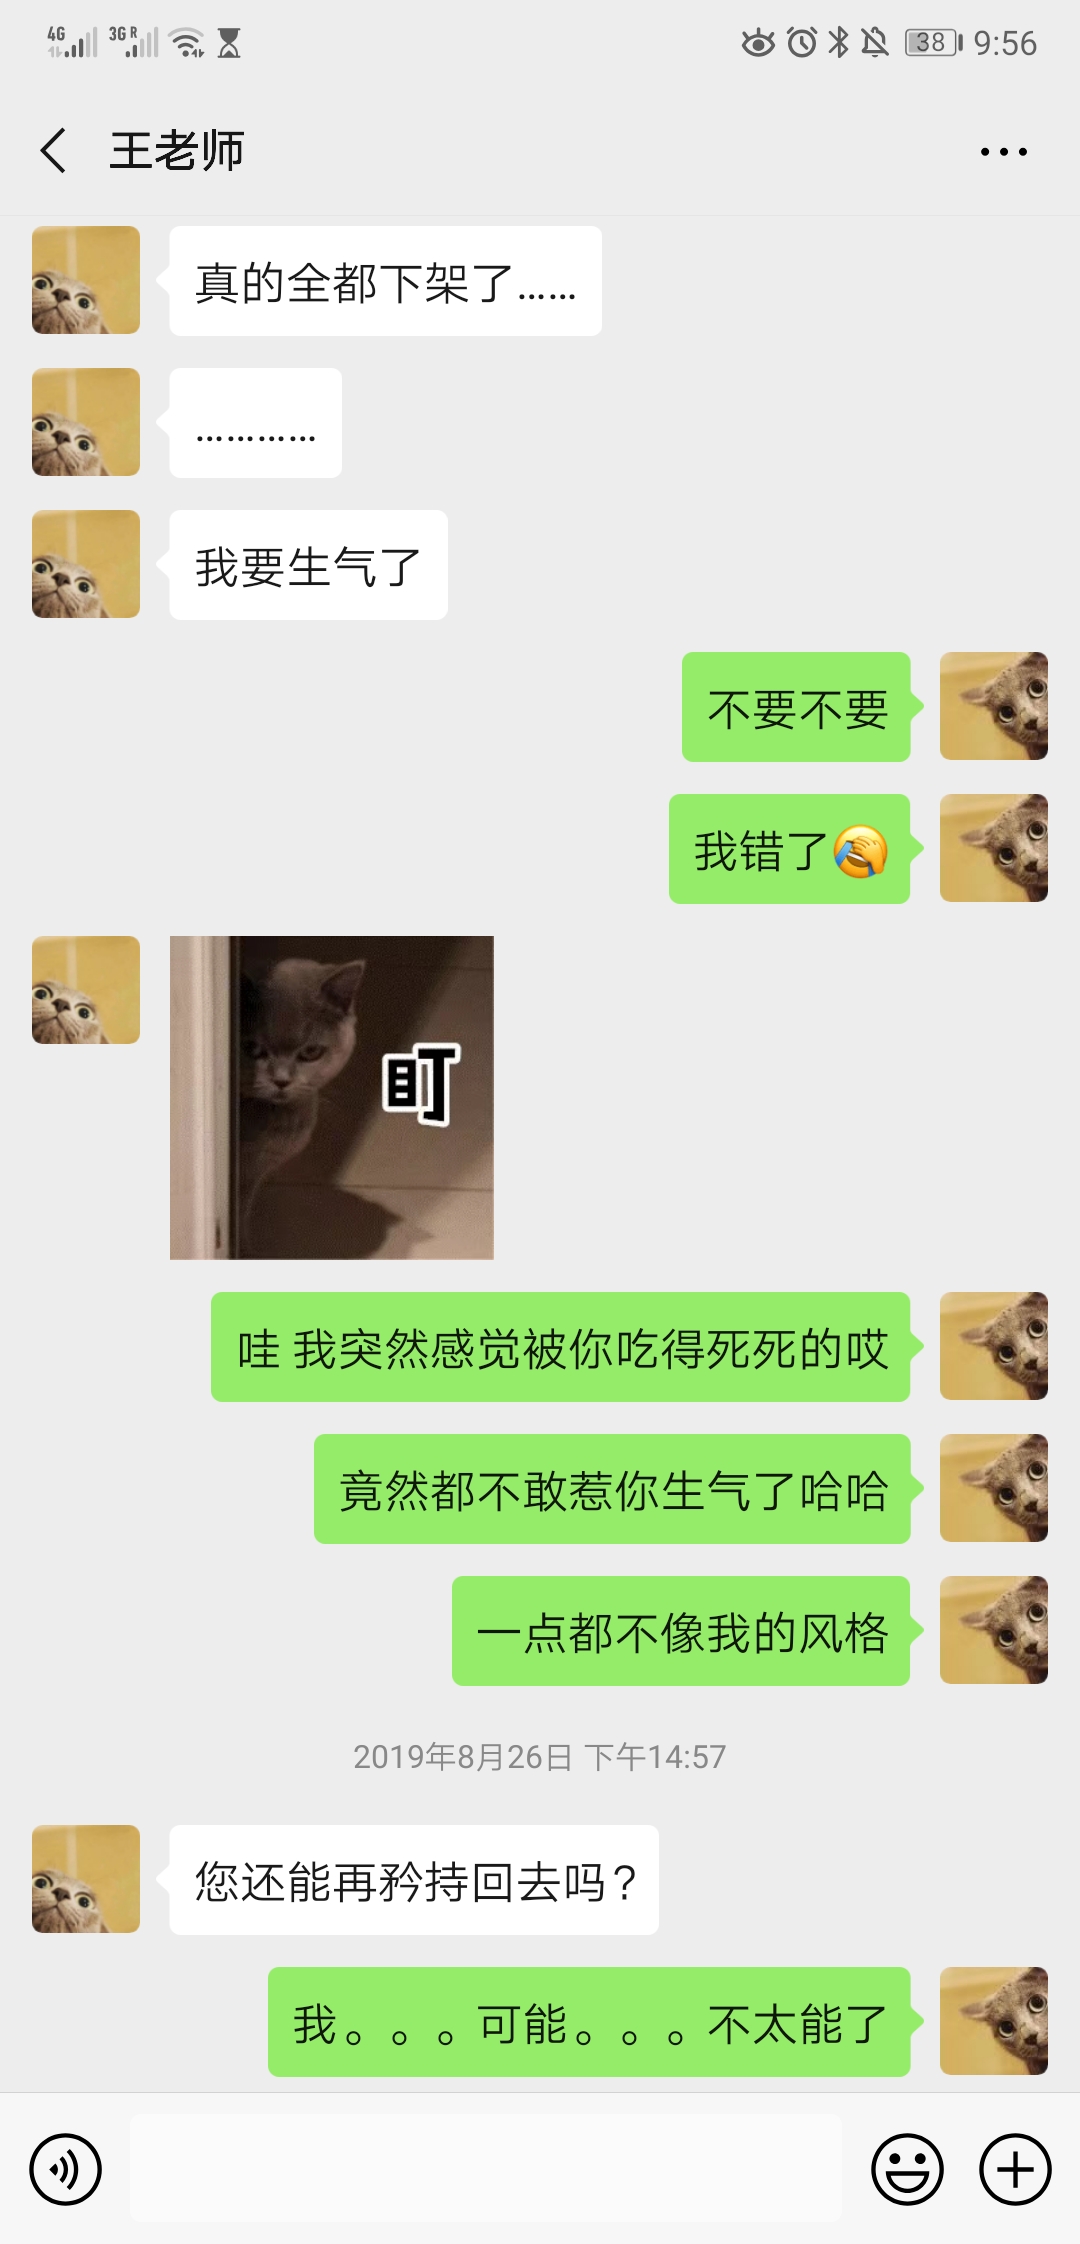 4G 3G R 38 9:56
王老师
真的全都下架了......
............
我要生气了
不要不要
我错了🤦
盯
哇 我突然感觉被你吃得死死的哎
竟然都不敢惹你生气了哈哈
一点都不像我的风格
2019年8月26日 下午14:57
您还能再矜持回去吗？
我。。。可能。。。不太能了